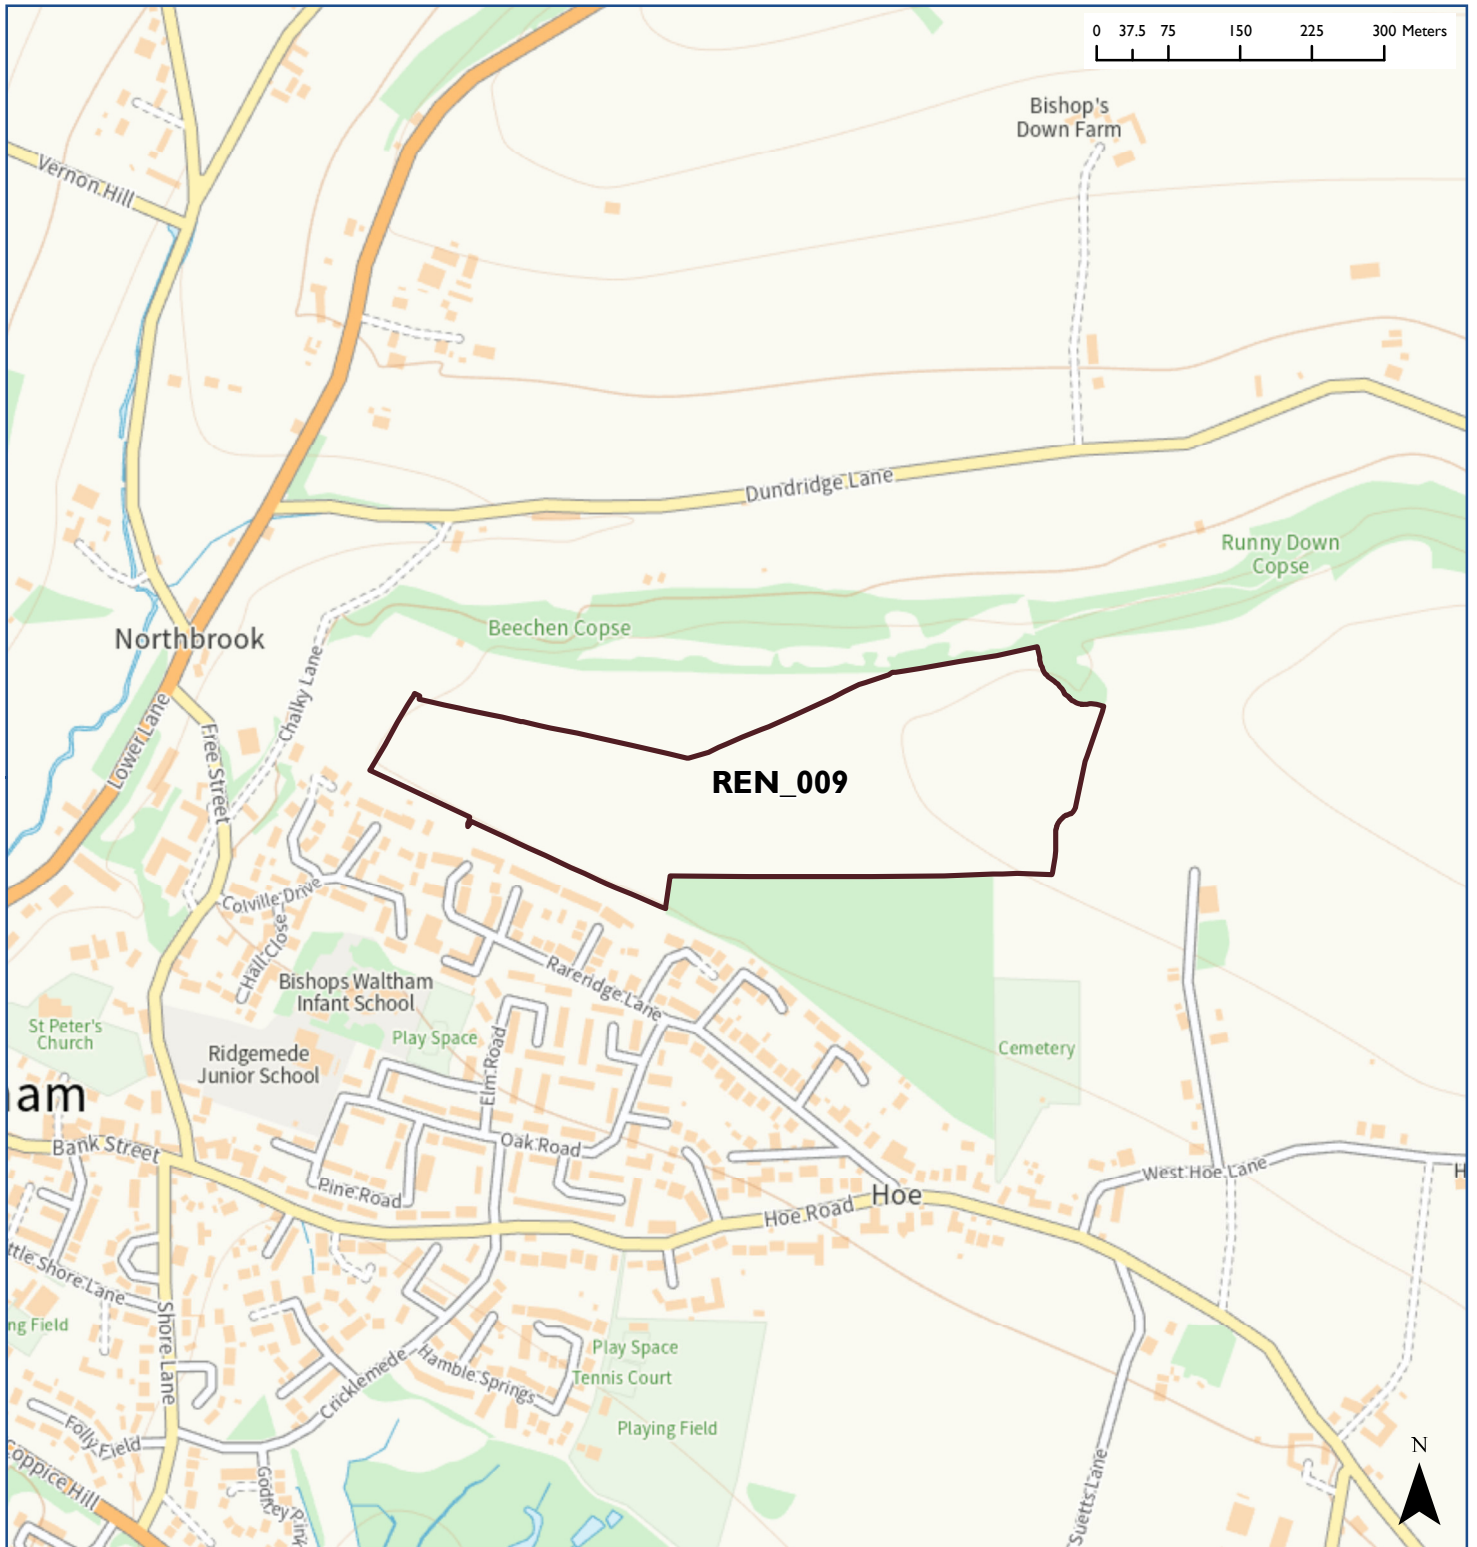 0 37.5 75 150 225 300 Meters
Bishop's
Down Farm
Vernon Hill
Dundridge Lane
Runny Down
Copse
Northbrook
Beechen Copse
Chalky Lane
Lower Lane
Free Street
REN_009
Colville Drive
Hall Close
Bishops Waltham
Infant School
Rareridge Lane
St Peter's
Church
Play Space
Ridgemede
Junior School
Elm Road
Cemetery
am
Bank Street
Oak Road
West Hoe Lane
H
Pine Road
Hoe
Hoe Road
ttle Shore Lane
Shore Lane
ng Field
Play Space
Tennis Court
Cricklemede
Hamble Springs
Playing Field
Folly Field
N
oppice Hill
Godfrey Pink
Suetts Lane